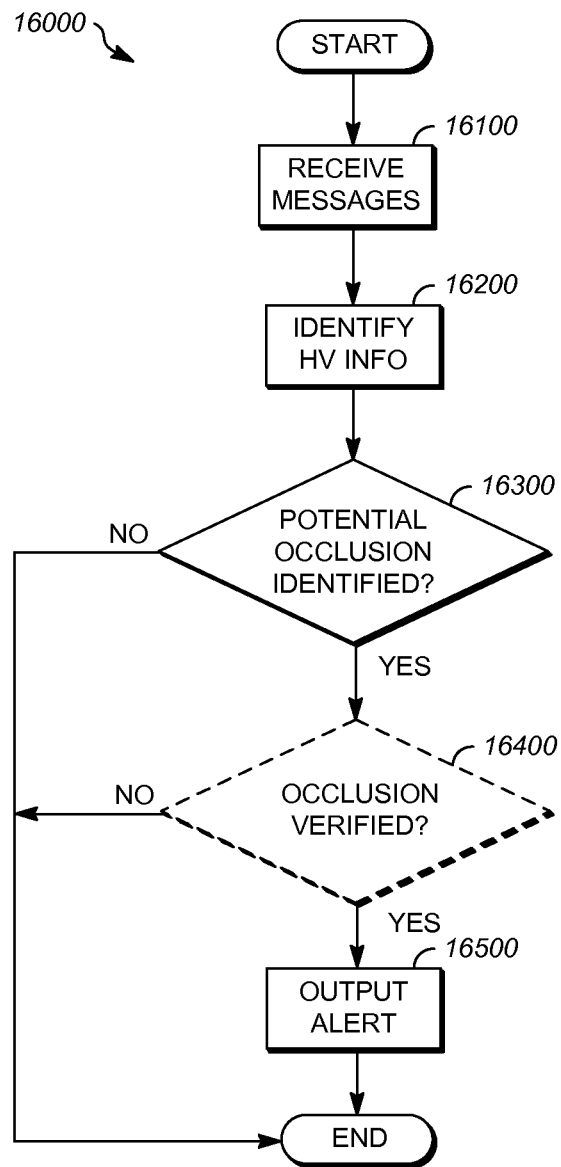 16000
START
16100
RECEIVE
MESSAGES
16200
IDENTIFY
HV INFO
16300
NO
POTENTIAL
OCCLUSION
IDENTIFIED?
YES
16400
NO
OCCLUSION
VERIFIED?
YES
16500
OUTPUT
ALERT
END